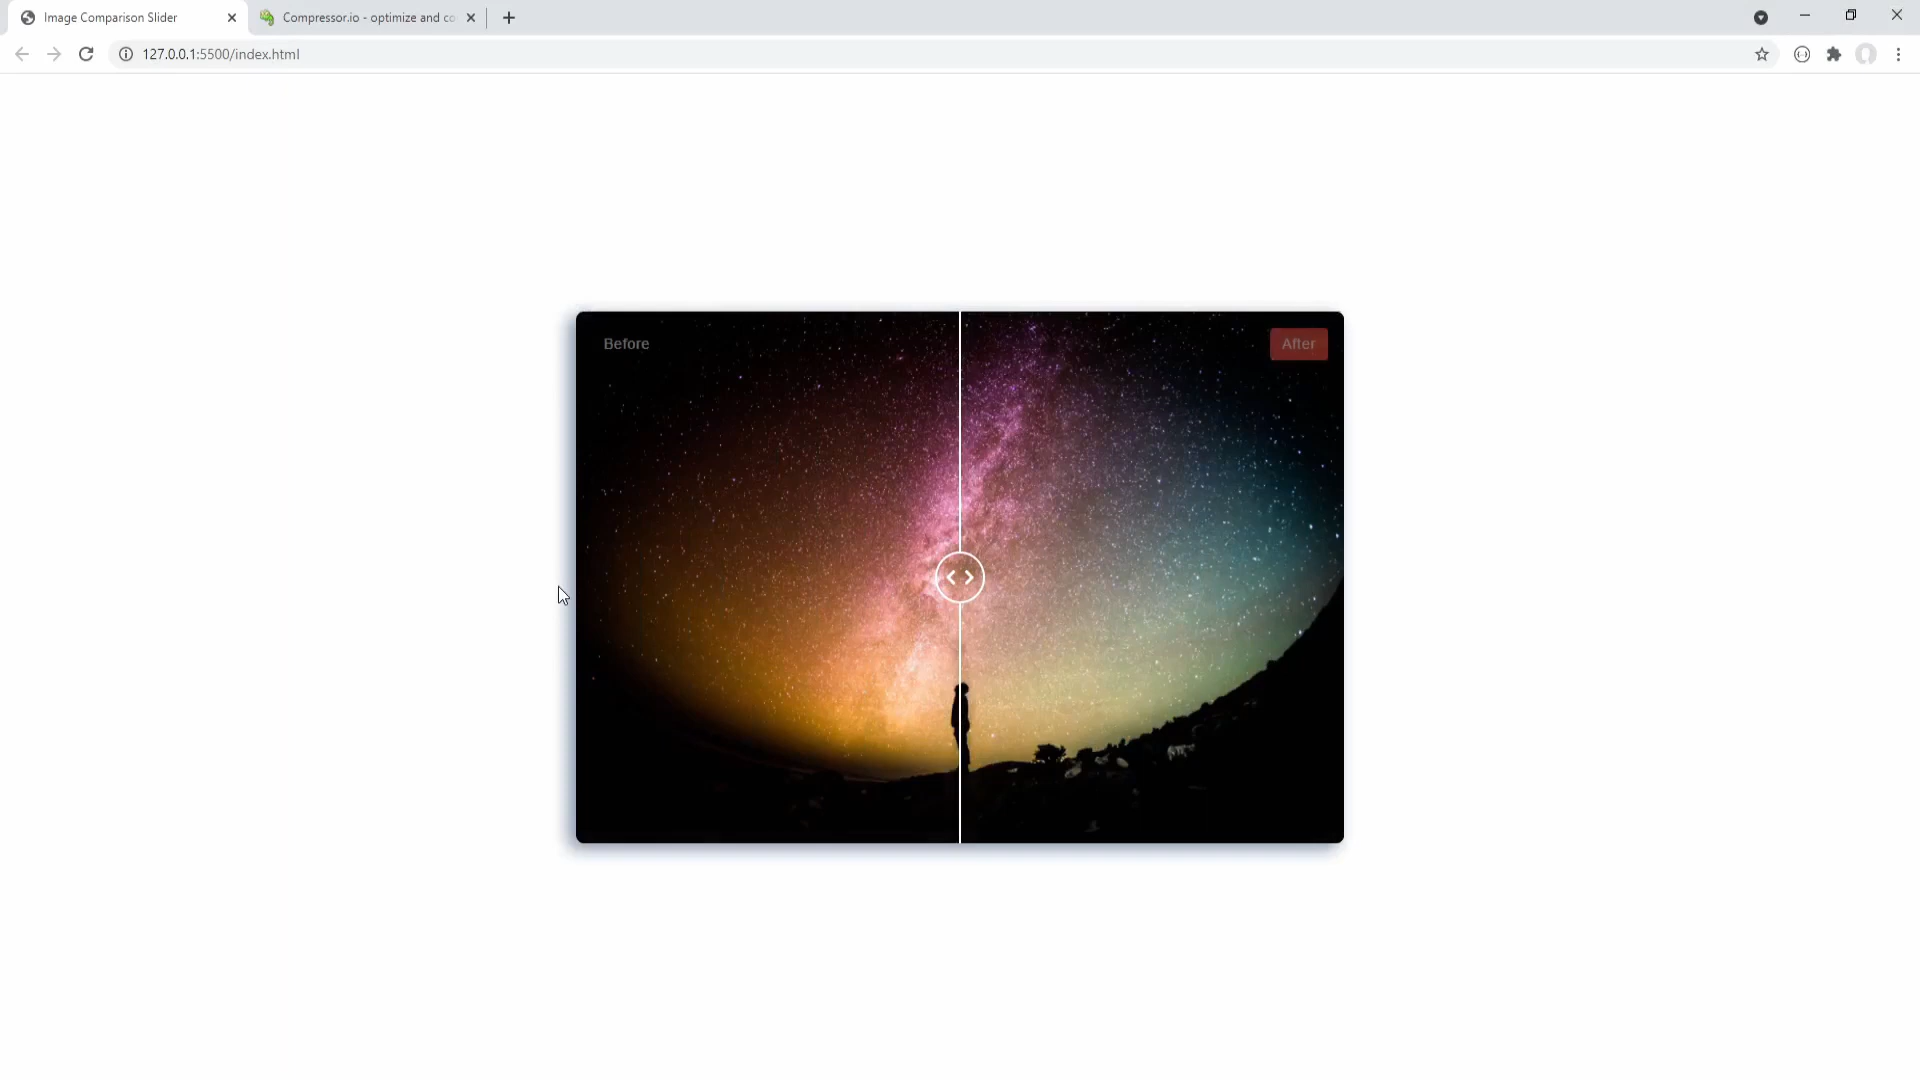 Image Comparison Slider
Compressor.io - optimize and co
127.0.0.1:5500/index.html
Before
After